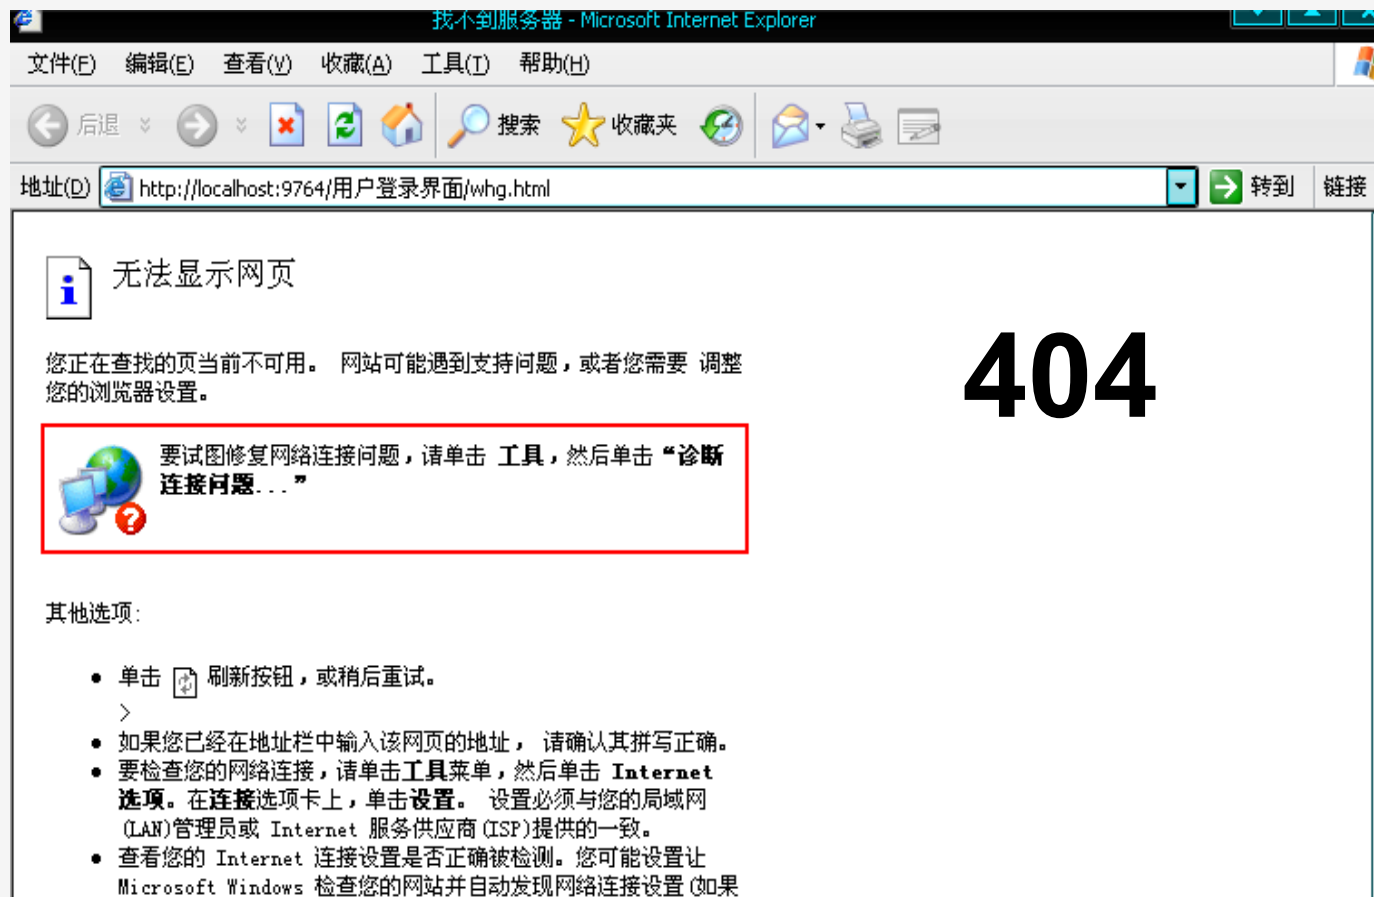 找不到服务器 - Microsoft Internet Explorer
文件(F) 编辑(E) 查看(V) 收藏(A) 工具(T) 帮助(H)
后退 搜索 收藏夹
地址(D) http://localhost:9764/用户登录界面/whg.html 转到 链接
无法显示网页
404
您正在查找的页当前不可用。 网站可能遇到支持问题，或者您需要 调整
您的浏览器设置。
要试图修复网络连接问题，请单击 工具，然后单击 “诊断
连接问题...”
其他选项:
● 单击 刷新按钮，或稍后重试。
>
● 如果您已经在地址栏中输入该网页的地址， 请确认其拼写正确。
● 要检查您的网络连接，请单击工具菜单，然后单击 Internet
选项。在连接选项卡上，单击设置。 设置必须与您的局域网
(LAN)管理员或 Internet 服务供应商(ISP)提供的一致。
● 查看您的 Internet 连接设置是否正确被检测。您可能设置让
Microsoft Windows 检查您的网站并自动发现网络连接设置(如果